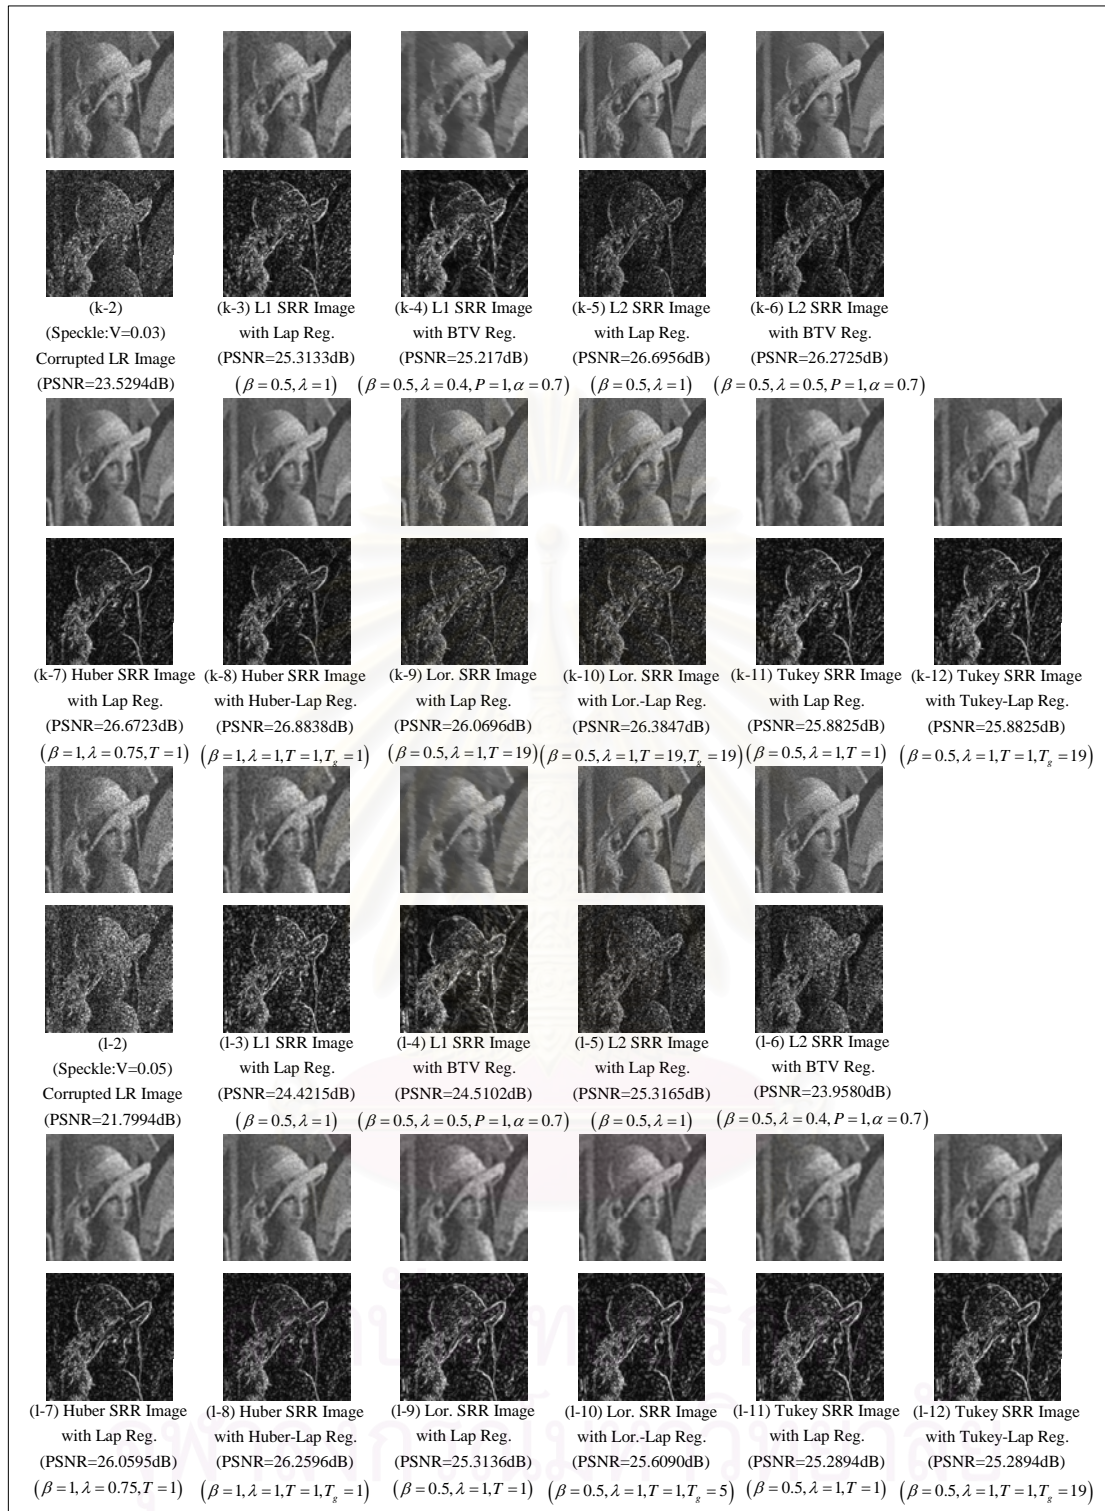 (k-2)
(Speckle:V=0.03)
Corrupted LR Image
(PSNR=23.5294dB)
(k-3) L1 SRR Image
with Lap Reg.
(PSNR=25.3133dB)
(β = 0.5, λ = 1)
(k-4) L1 SRR Image
with BTV Reg.
(PSNR=25.217dB)
(β = 0.5, λ = 0.4, P = 1, α = 0.7)
(k-5) L2 SRR Image
with Lap Reg.
(PSNR=26.6956dB)
(β = 0.5, λ = 1)
(k-6) L2 SRR Image
with BTV Reg.
(PSNR=26.2725dB)
(β = 0.5, λ = 0.5, P = 1, α = 0.7)
(k-7) Huber SRR Image
with Lap Reg.
(PSNR=26.6723dB)
(β = 1, λ = 0.75, T = 1)
(k-8) Huber SRR Image
with Huber-Lap Reg.
(PSNR=26.8838dB)
(β = 1, λ = 1, T = 1, T_g = 1)
(k-9) Lor. SRR Image
with Lap Reg.
(PSNR=26.0696dB)
(β = 0.5, λ = 1, T = 19)
(k-10) Lor. SRR Image
with Lor.-Lap Reg.
(PSNR=26.3847dB)
(β = 0.5, λ = 1, T = 19, T_g = 19)
(k-11) Tukey SRR Image
with Lap Reg.
(PSNR=25.8825dB)
(β = 0.5, λ = 1, T = 1)
(k-12) Tukey SRR Image
with Tukey-Lap Reg.
(PSNR=25.8825dB)
(β = 0.5, λ = 1, T = 1, T_g = 19)
(l-2)
(Speckle:V=0.05)
Corrupted LR Image
(PSNR=21.7994dB)
(l-3) L1 SRR Image
with Lap Reg.
(PSNR=24.4215dB)
(β = 0.5, λ = 1)
(l-4) L1 SRR Image
with BTV Reg.
(PSNR=24.5102dB)
(β = 0.5, λ = 0.5, P = 1, α = 0.7)
(l-5) L2 SRR Image
with Lap Reg.
(PSNR=25.3165dB)
(β = 0.5, λ = 1)
(l-6) L2 SRR Image
with BTV Reg.
(PSNR=23.9580dB)
(β = 0.5, λ = 0.4, P = 1, α = 0.7)
(l-7) Huber SRR Image
with Lap Reg.
(PSNR=26.0595dB)
(β = 1, λ = 0.75, T = 1)
(l-8) Huber SRR Image
with Huber-Lap Reg.
(PSNR=26.2596dB)
(β = 1, λ = 1, T = 1, T_g = 1)
(l-9) Lor. SRR Image
with Lap Reg.
(PSNR=25.3136dB)
(β = 0.5, λ = 1, T = 1)
(l-10) Lor. SRR Image
with Lor.-Lap Reg.
(PSNR=25.6090dB)
(β = 0.5, λ = 1, T = 1, T_g = 5)
(l-11) Tukey SRR Image
with Lap Reg.
(PSNR=25.2894dB)
(β = 0.5, λ = 1, T = 1)
(l-12) Tukey SRR Image
with Tukey-Lap Reg.
(PSNR=25.2894dB)
(β = 0.5, λ = 1, T = 1, T_g = 19)